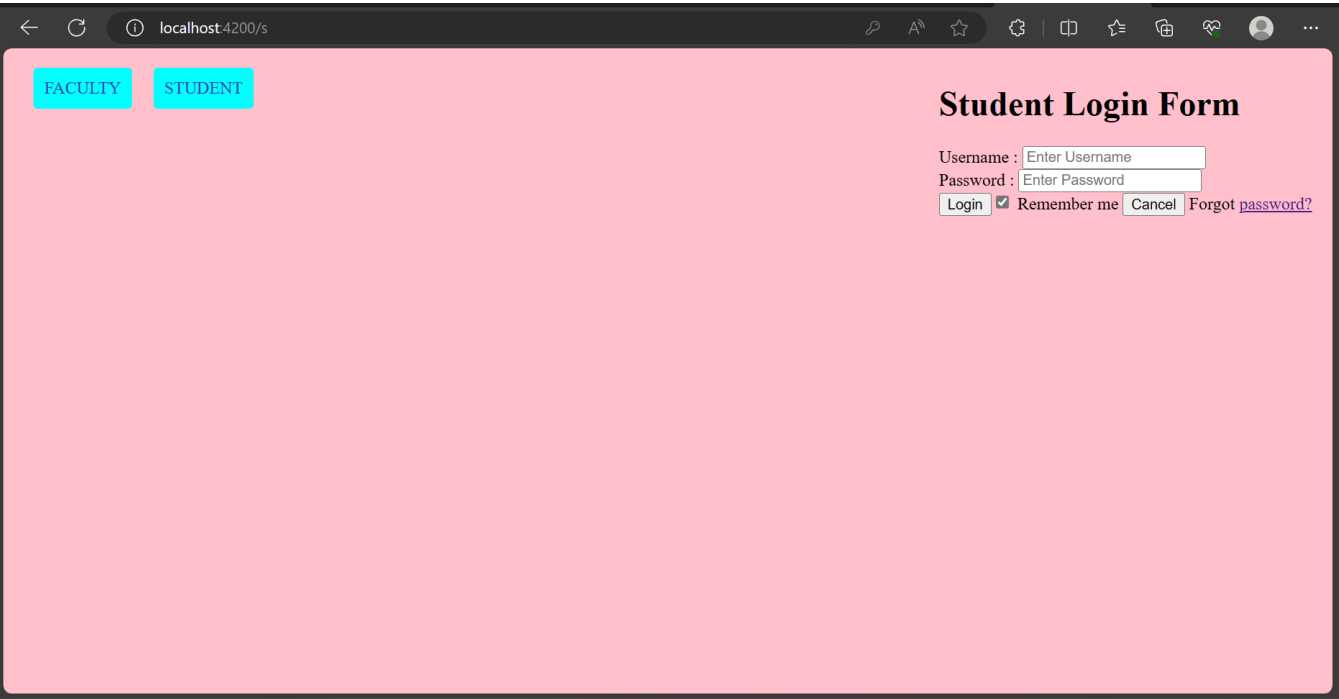 localhost:4200/s
FACULTY STUDENT
Student Login Form
Username : Enter Username
Password : Enter Password
Login Remember me Cancel Forgot password?